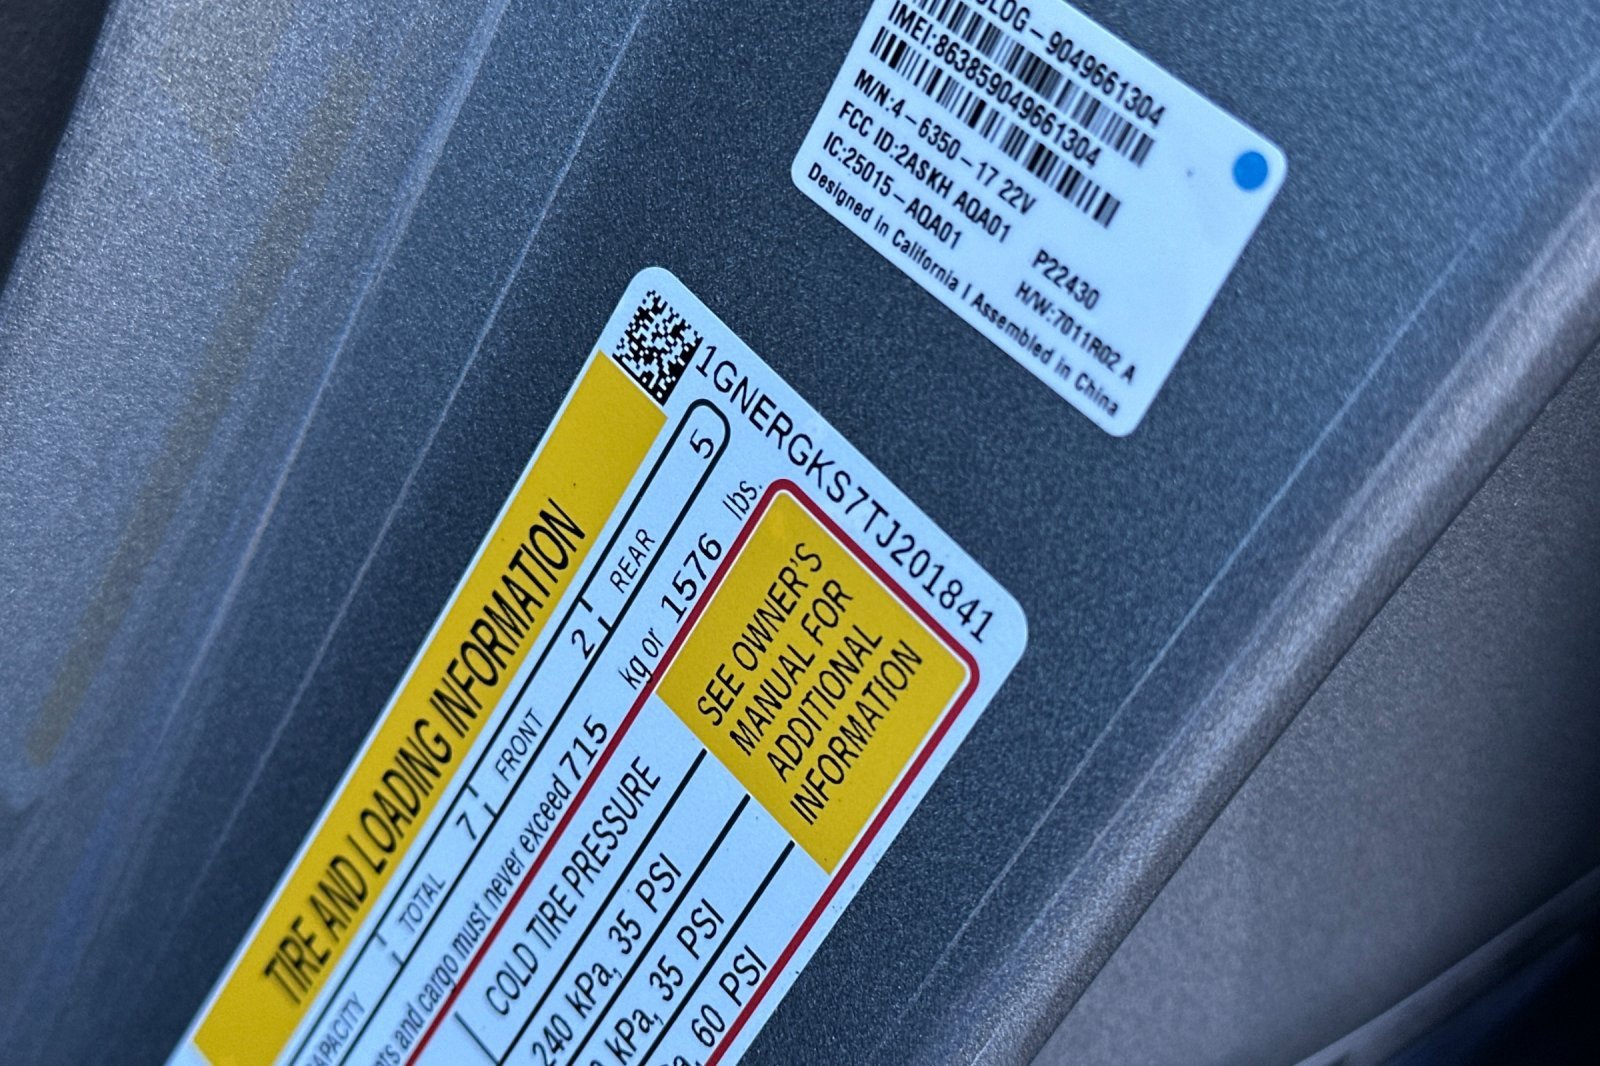 9049661304
IMEI:863859049661304
M/N:4-6350-17 22V
FCC ID:2ASKH AQA01
IC:25015-AQA01
P22430
H/W:7011R02 A
Designed in California | Assembled in China
1GNERGKS7TJ201841
TIRE AND LOADING INFORMATION
TOTAL 7 FRONT 2 REAR 5
and cargo must never exceed 715 kg or 1576 lbs.
COLD TIRE PRESSURE
240 kPa, 35 PSI
kPa, 35 PSI
60 PSI
SEE OWNER'S
MANUAL FOR
ADDITIONAL
INFORMATION